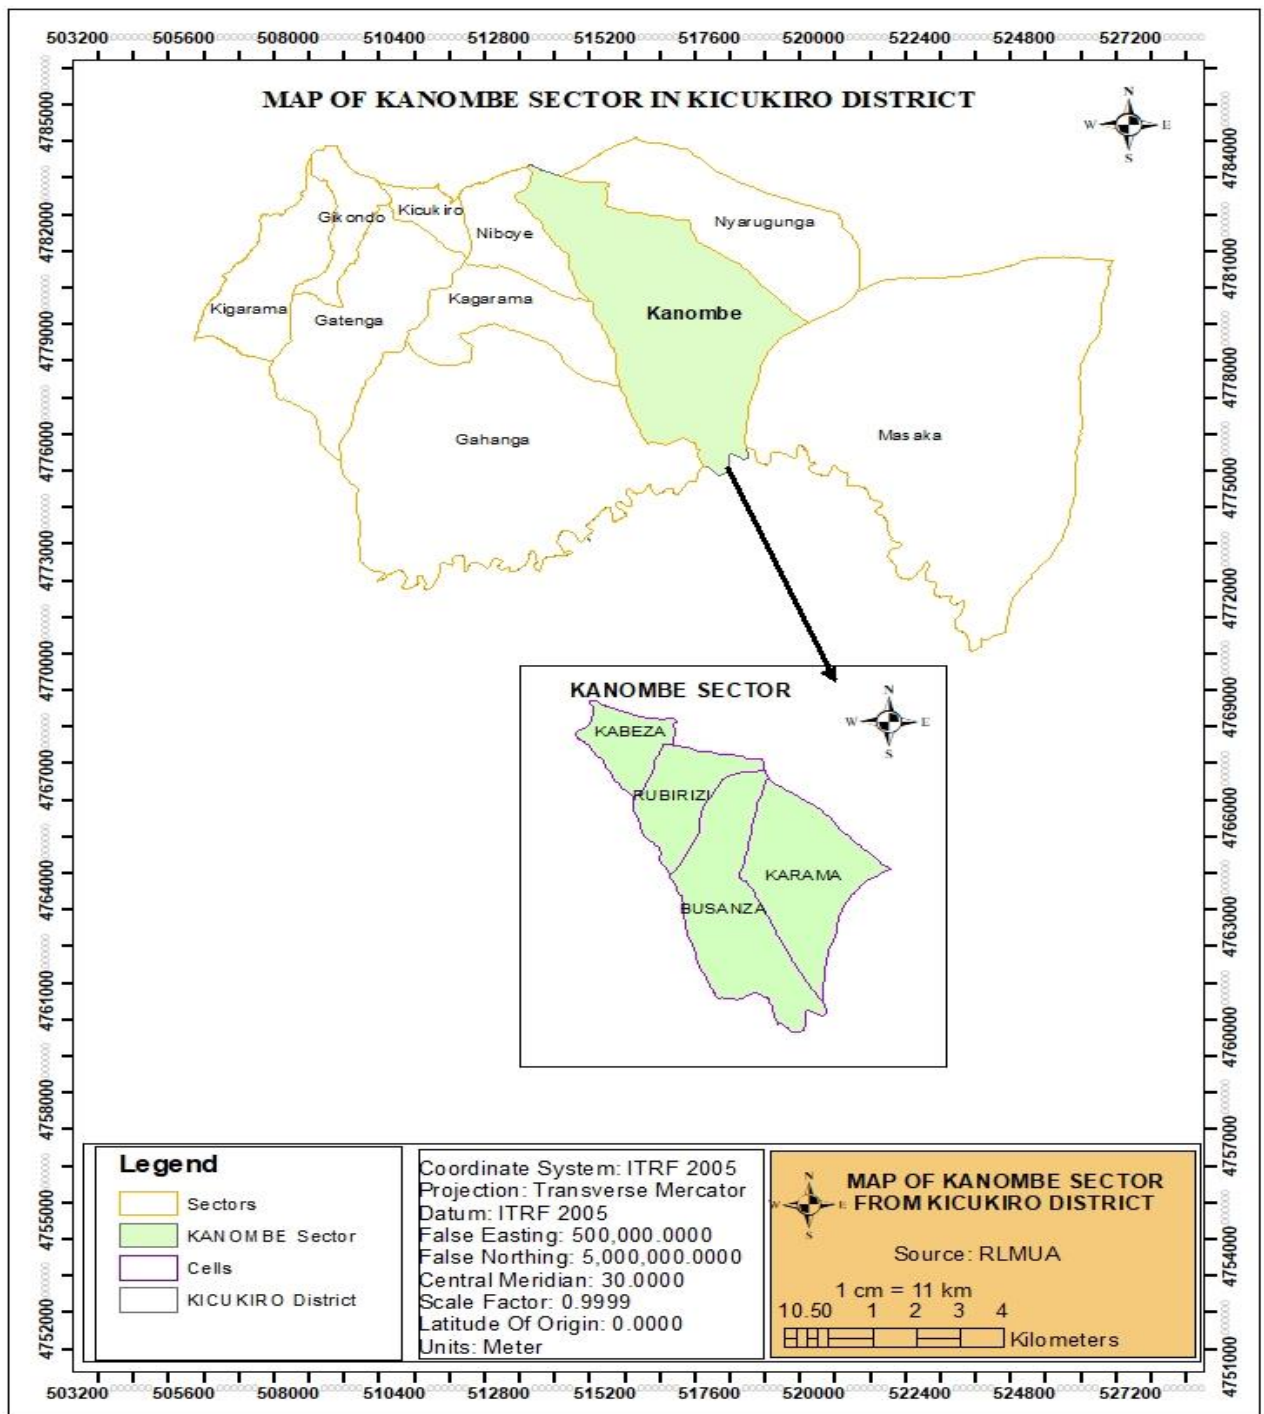 503200 505600 508000 510400 512800 515200 517600 520000 522400 524800 527200
MAP OF KANOMBE SECTOR IN KICUKIRO DISTRICT
N
W E
S
4785000
4784000
4782000
4781000
4779000
4778000
4776000
4775000
4773000
4772000
4770000
4769000
4767000
4766000
4764000
4763000
4761000
4760000
4758000
4757000
4755000
4754000
4752000
4751000
Gikondo
Kicukiro
Niboye
Nyarugunga
Kigarama
Gatenga
Kagarama
Kanombe
Gahanga
Masaka
KANOMBE SECTOR
N
W E
S
KABEZA
RUBIRIZI
KARAMA
BUSANZA
Legend
Sectors
KANOMBE Sector
Cells
KICUKIRO District
Coordinate System: ITRF 2005
Projection: Transverse Mercator
Datum: ITRF 2005
False Easting: 500,000.0000
False Northing: 5,000,000.0000
Central Meridian: 30.0000
Scale Factor: 0.9999
Latitude Of Origin: 0.0000
Units: Meter
N
W E
S
MAP OF KANOMBE SECTOR
FROM KICUKIRO DISTRICT
Source: RLMUA
1 cm = 11 km
10.50 1 2 3 4
Kilometers
503200 505600 508000 510400 512800 515200 517600 520000 522400 524800 527200